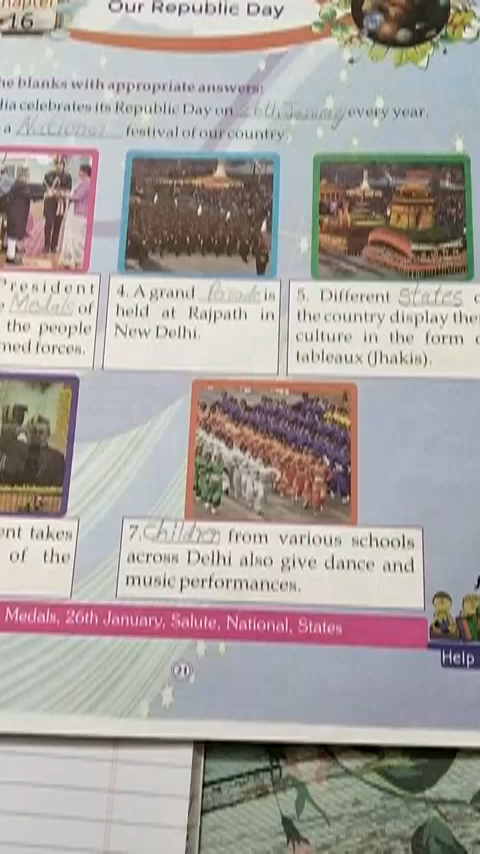 16
Our Republic Day
he blanks with appropriate answers:
dia celebrates its Republic Day on 26th January every year.
a National festival of our country
President
Medals of
the people
med forces.
4. A grand Parade is
held at Rajpath in
New Delhi.
5. Different States
the country display the
culture in the form
tableaux (Jhakis).
ent takes
of the
7. Children from various schools
across Delhi also give dance and
music performances.
Medals, 26th January, Salute, National, States
Help
21